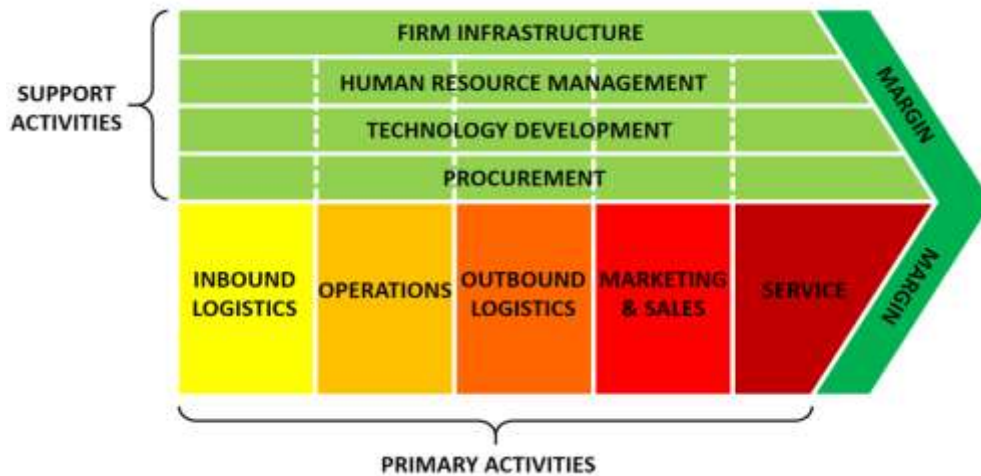 FIRM INFRASTRUCTURE
HUMAN RESOURCE MANAGEMENT
TECHNOLOGY DEVELOPMENT
PROCUREMENT
SUPPORT
ACTIVITIES
MARGIN
INBOUND
LOGISTICS
OPERATIONS
OUTBOUND
LOGISTICS
MARKETING
& SALES
SERVICE
MARGIN
PRIMARY ACTIVITIES